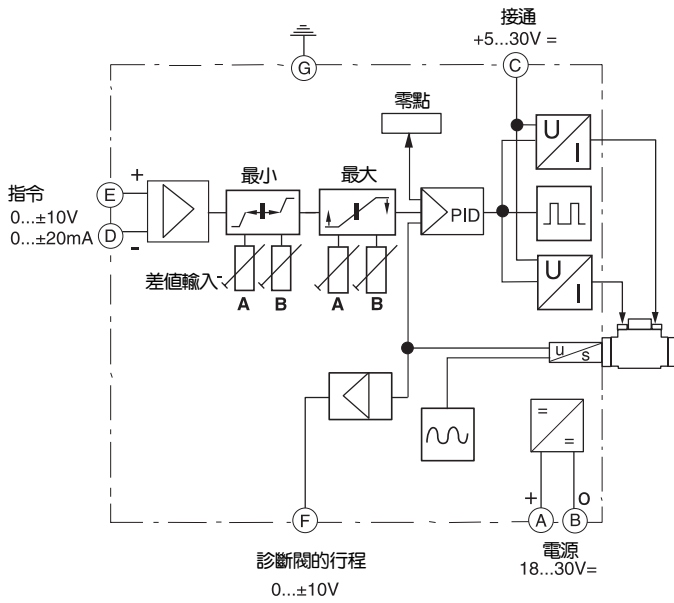 接通
+5...30V =
G
C
零點
U
I
指令
0...±10V
0...±20mA
E
+
D
-
最小
最大
PID
差値輸入-
A
B
A
B
U
I
u
s
=
=
F
+
A
B
O
診斷閥的行程
0...±10V
電源
18...30V=